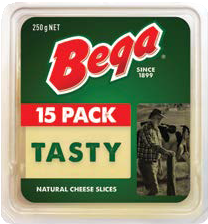 250g NET
Bega
SINCE
1899
15 PACK
TASTY
NATURAL CHEESE SLICES